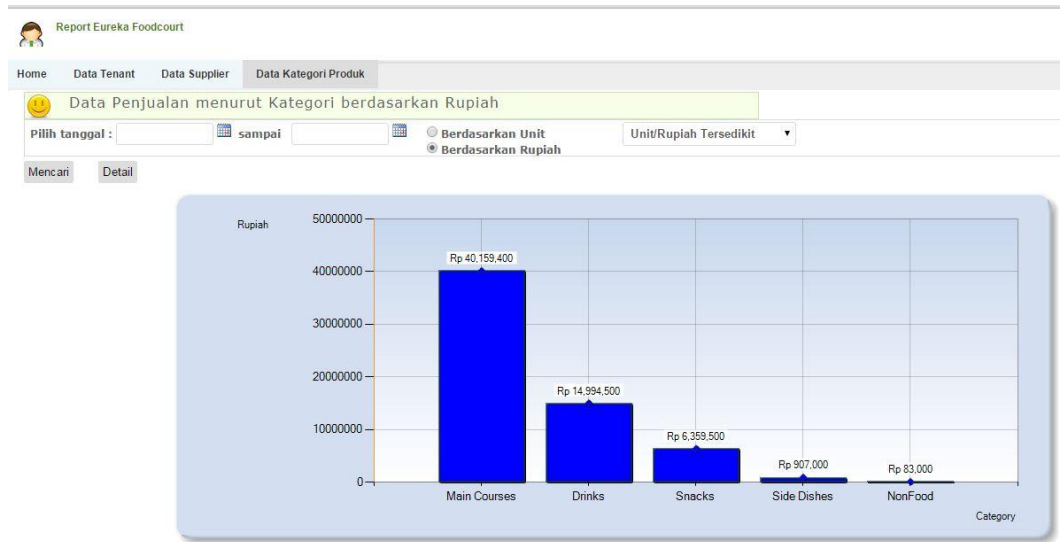 Report Eureka Foodcourt
Home Data Tenant Data Supplier Data Kategori Produk
Data Penjualan menurut Kategori berdasarkan Rupiah
Pilih tanggal : sampai Berdasarkan Unit Unit/Rupiah Tersedikit
Berdasarkan Rupiah
Mencari Detail
Rupiah
50000000
Rp 40,159,400
40000000
30000000
20000000
Rp 14,994,500
10000000
Rp 6,359,500
Rp 907,000
Rp 83,000
0
Main Courses Drinks Snacks Side Dishes NonFood
Category